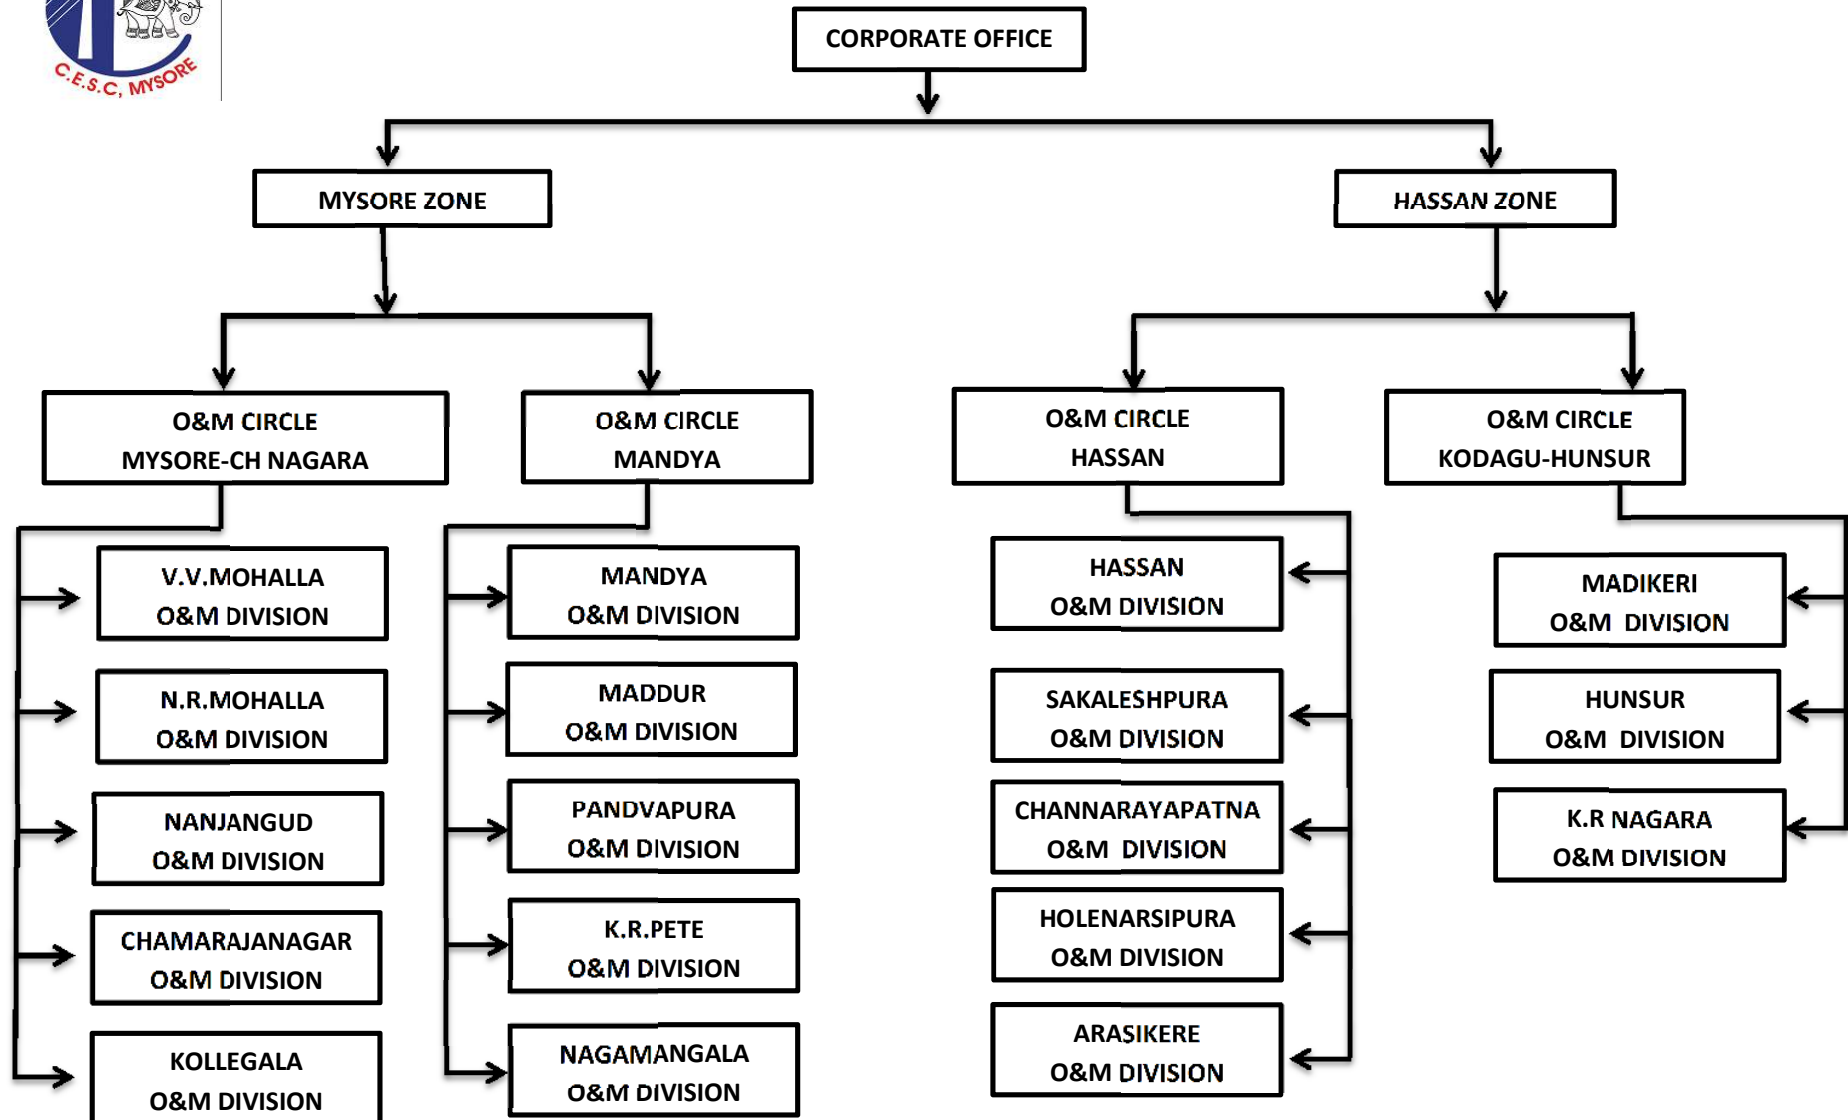 C.E.S.C, MYSORE
CORPORATE OFFICE
MYSORE ZONE
HASSAN ZONE
O&M CIRCLE
MYSORE-CH NAGARA
O&M CIRCLE
MANDYA
O&M CIRCLE
HASSAN
O&M CIRCLE
KODAGU-HUNSUR
V.V.MOHALLA
O&M DIVISION
N.R.MOHALLA
O&M DIVISION
NANJANGUD
O&M DIVISION
CHAMARAJANAGAR
O&M DIVISION
KOLLEGALA
O&M DIVISION
MANDYA
O&M DIVISION
MADDUR
O&M DIVISION
PANDVAPURA
O&M DIVISION
K.R.PETE
O&M DIVISION
NAGAMANGALA
O&M DIVISION
HASSAN
O&M DIVISION
SAKALESHPURA
O&M DIVISION
CHANNARAYAPATNA
O&M DIVISION
HOLENARSIPURA
O&M DIVISION
ARASIKERE
O&M DIVISION
MADIKERI
O&M DIVISION
HUNSUR
O&M DIVISION
K.R NAGARA
O&M DIVISION